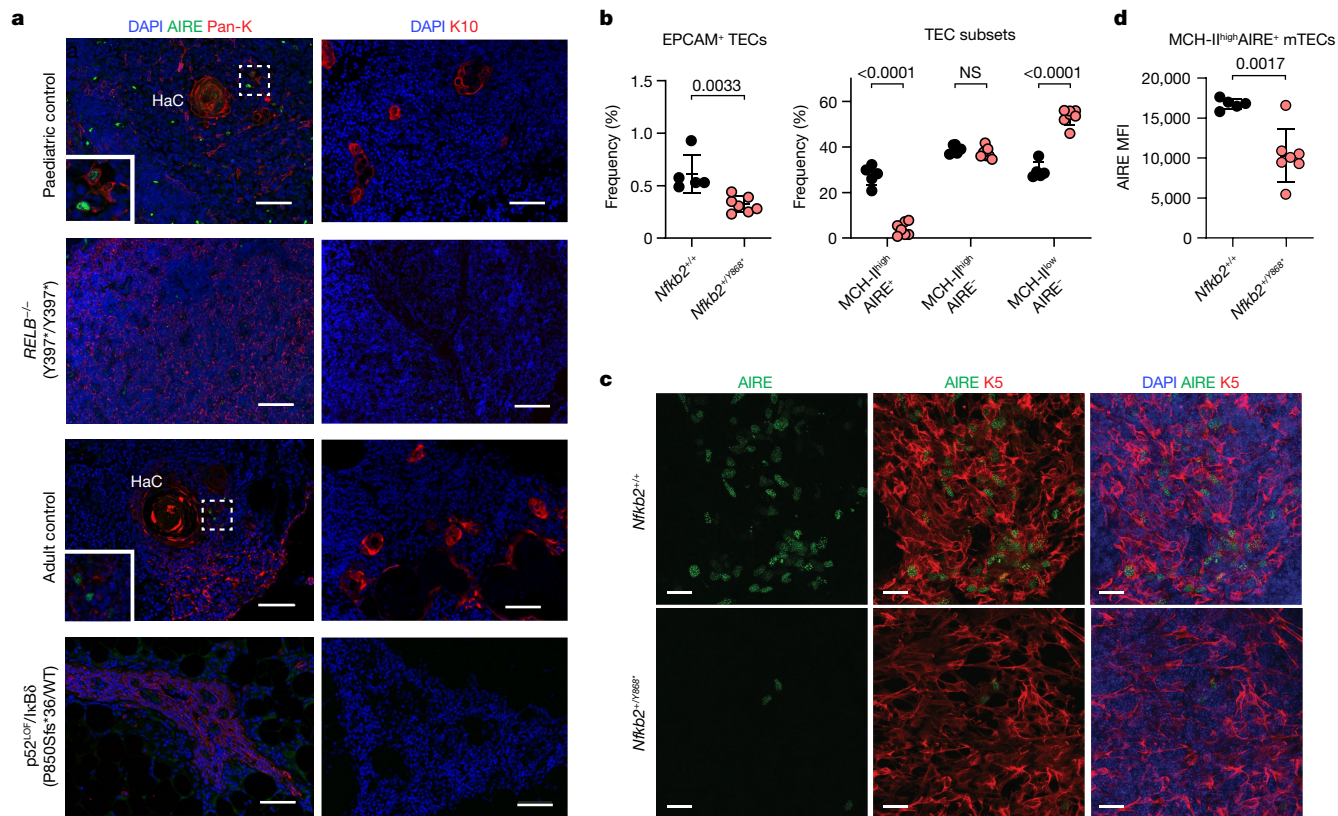 a
DAPI AIRE Pan-K
DAPI K10
Paediatric control
HaC
RELB–/–
(Y397*/Y397*)
Adult control
HaC
p52LOF/IκBδ
(P850Sfs*36/WT)
b
EPCAM+ TECs
Frequency (%)
1.5
1.0
0.5
0
0.0033
Nfkb2+/+
Nfkb2+/Y868*
TEC subsets
Frequency (%)
60
40
20
0
<0.0001
NS
<0.0001
MCH-IIhigh
AIRE+
MCH-IIhigh
AIRE–
MCH-IIlow
AIRE–
d
MCH-IIhighAIRE+ mTECs
0.0017
AIRE MFI
20,000
15,000
10,000
5,000
0
Nfkb2+/+
Nfkb2+/Y868*
c
AIRE
AIRE K5
DAPI AIRE K5
Nfkb2+/+
Nfkb2+/Y868*